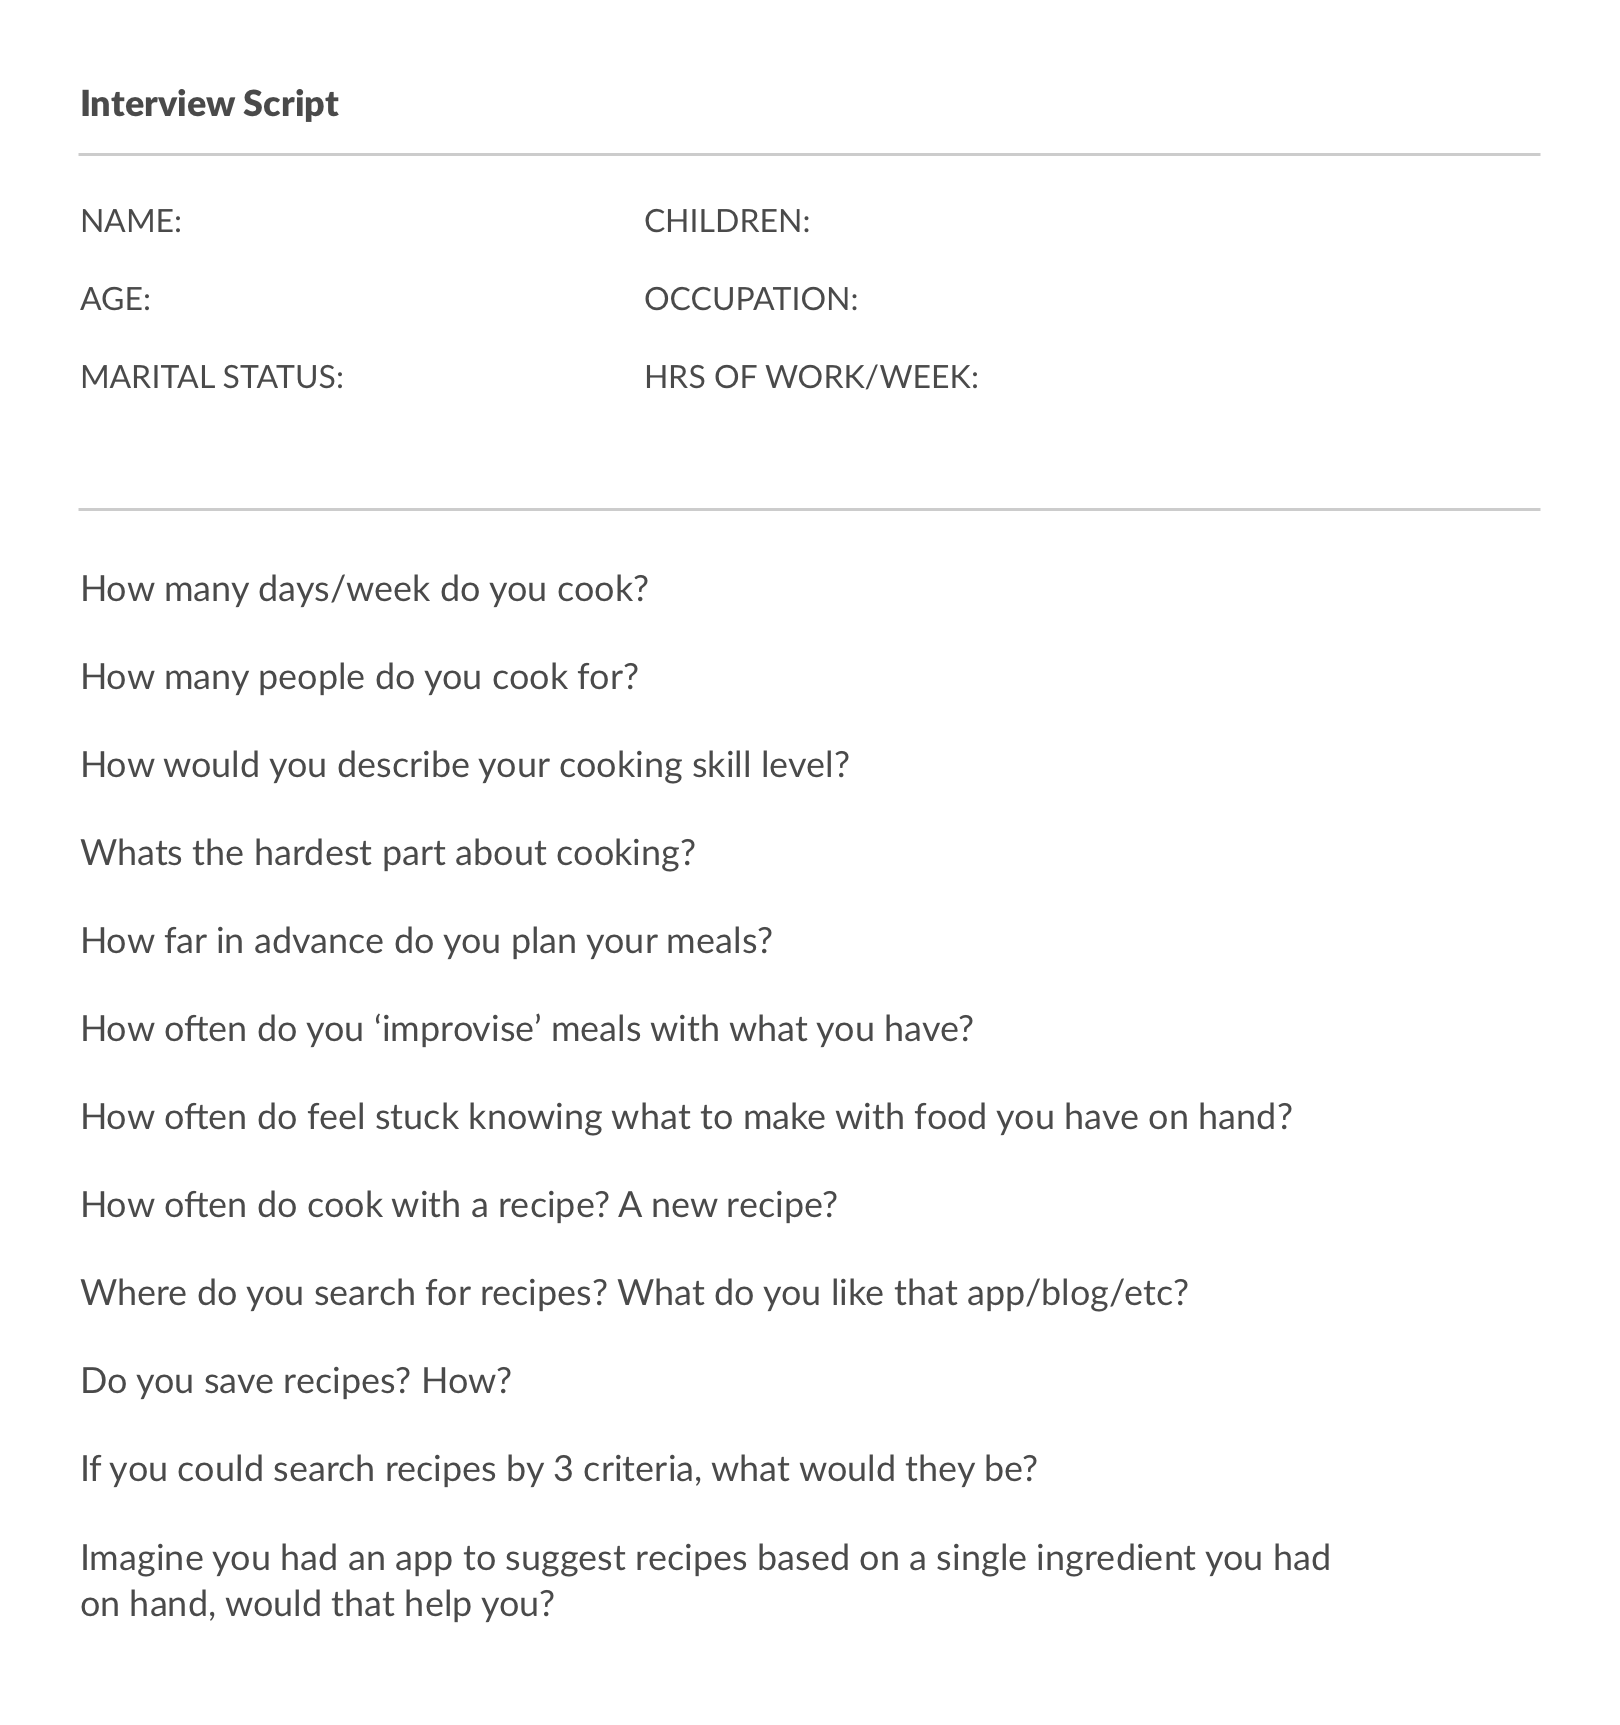 Interview Script
NAME:
CHILDREN:
AGE:
OCCUPATION:
MARITAL STATUS:
HRS OF WORK/WEEK:
How many days/week do you cook?
How many people do you cook for?
How would you describe your cooking skill level?
Whats the hardest part about cooking?
How far in advance do you plan your meals?
How often do you ‘improvise’ meals with what you have?
How often do feel stuck knowing what to make with food you have on hand?
How often do cook with a recipe? A new recipe?
Where do you search for recipes? What do you like that app/blog/etc?
Do you save recipes? How?
If you could search recipes by 3 criteria, what would they be?
Imagine you had an app to suggest recipes based on a single ingredient you had
on hand, would that help you?